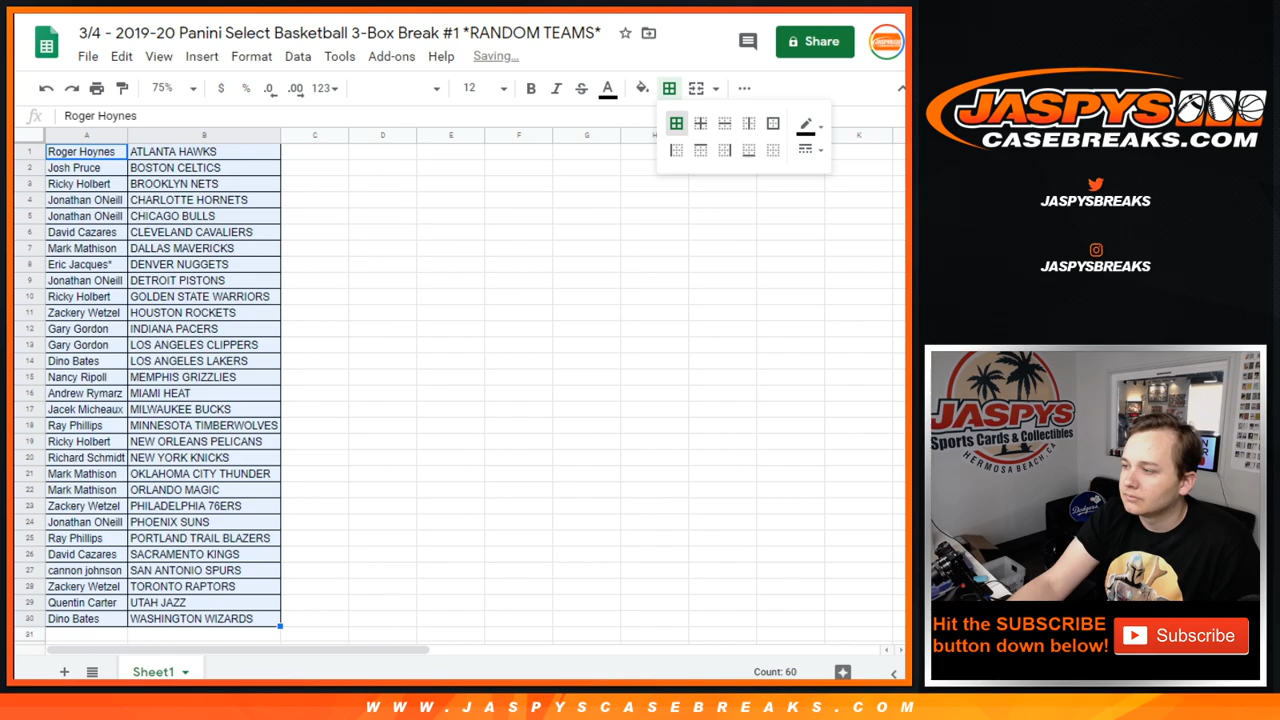 3/4 - 2019-20 Panini Select Basketball 3-Box Break #1 *RANDOM TEAMS*
File Edit View Insert Format Data Tools Add-ons Help Saving...
Share
75% $ % .0 .00 123 12 B I S A
fx Roger Hoynes
A B C D E F G H K
1 Roger Hoynes ATLANTA HAWKS
2 Josh Pruce BOSTON CELTICS
3 Ricky Holbert BROOKLYN NETS
4 Jonathan ONeill CHARLOTTE HORNETS
5 Jonathan ONeill CHICAGO BULLS
6 David Cazares CLEVELAND CAVALIERS
7 Mark Mathison DALLAS MAVERICKS
8 Eric Jacques* DENVER NUGGETS
9 Jonathan ONeill DETROIT PISTONS
10 Ricky Holbert GOLDEN STATE WARRIORS
11 Zackery Wetzel HOUSTON ROCKETS
12 Gary Gordon INDIANA PACERS
13 Gary Gordon LOS ANGELES CLIPPERS
14 Dino Bates LOS ANGELES LAKERS
15 Nancy Ripoll MEMPHIS GRIZZLIES
16 Andrew Rymarz MIAMI HEAT
17 Jacek Micheaux MILWAUKEE BUCKS
18 Ray Phillips MINNESOTA TIMBERWOLVES
19 Ricky Holbert NEW ORLEANS PELICANS
20 Richard Schmidt NEW YORK KNICKS
21 Mark Mathison OKLAHOMA CITY THUNDER
22 Mark Mathison ORLANDO MAGIC
23 Zackery Wetzel PHILADELPHIA 76ERS
24 Jonathan ONeill PHOENIX SUNS
25 Ray Phillips PORTLAND TRAIL BLAZERS
26 David Cazares SACRAMENTO KINGS
27 cannon johnson SAN ANTONIO SPURS
28 Zackery Wetzel TORONTO RAPTORS
29 Quentin Carter UTAH JAZZ
30 Dino Bates WASHINGTON WIZARDS
31
Sheet1
Count: 60
JASPYS
CASEBREAKS.COM
JASPYSBREAKS
JASPYSBREAKS
JASPYS
Sports Cards & Collectibles
HERMOSA BEACH, CA
Dodgers
Hit the SUBSCRIBE
button down below!
Subscribe
WWW.JASPYSCASEBREAKS.COM